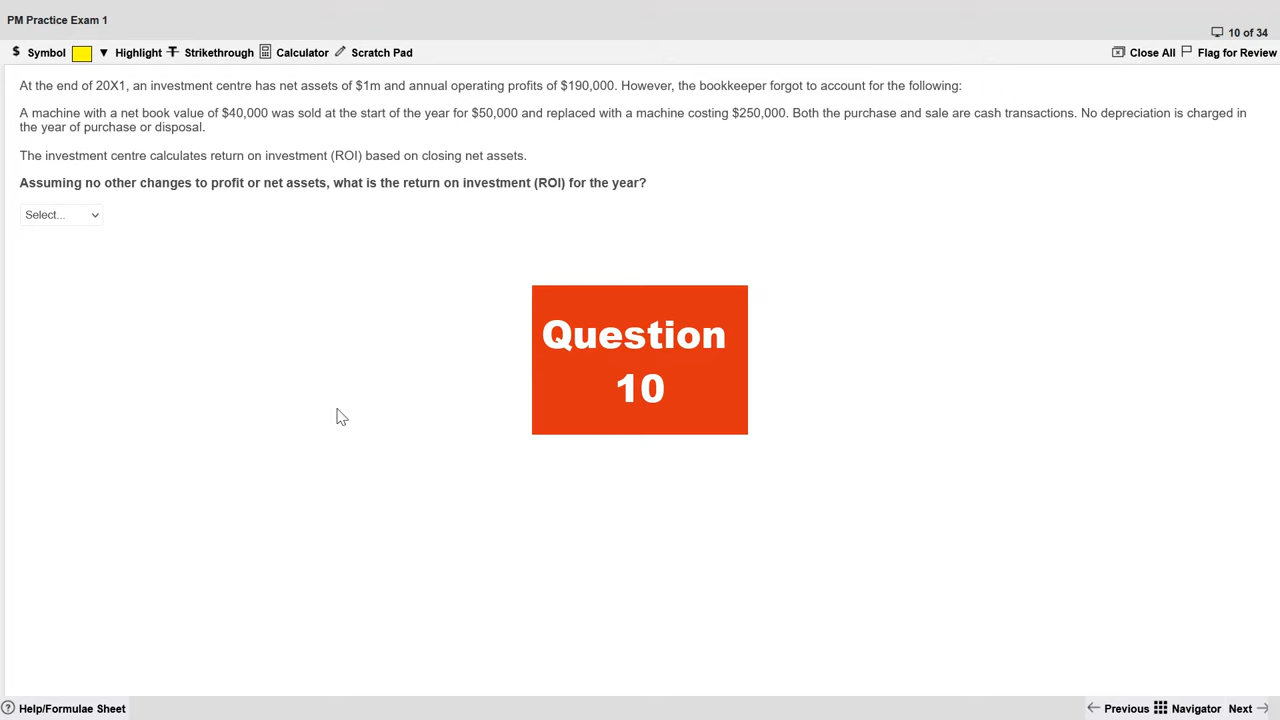 PM Practice Exam 1
10 of 34
$ Symbol ▼ Highlight Strikethrough Calculator Scratch Pad Close All Flag for Review
At the end of 20X1, an investment centre has net assets of $1m and annual operating profits of $190,000. However, the bookkeeper forgot to account for the following:
A machine with a net book value of $40,000 was sold at the start of the year for $50,000 and replaced with a machine costing $250,000. Both the purchase and sale are cash transactions. No depreciation is charged in
the year of purchase or disposal.
The investment centre calculates return on investment (ROI) based on closing net assets.
Assuming no other changes to profit or net assets, what is the return on investment (ROI) for the year?
Select...
Question
10
? Help/Formulae Sheet Previous Navigator Next